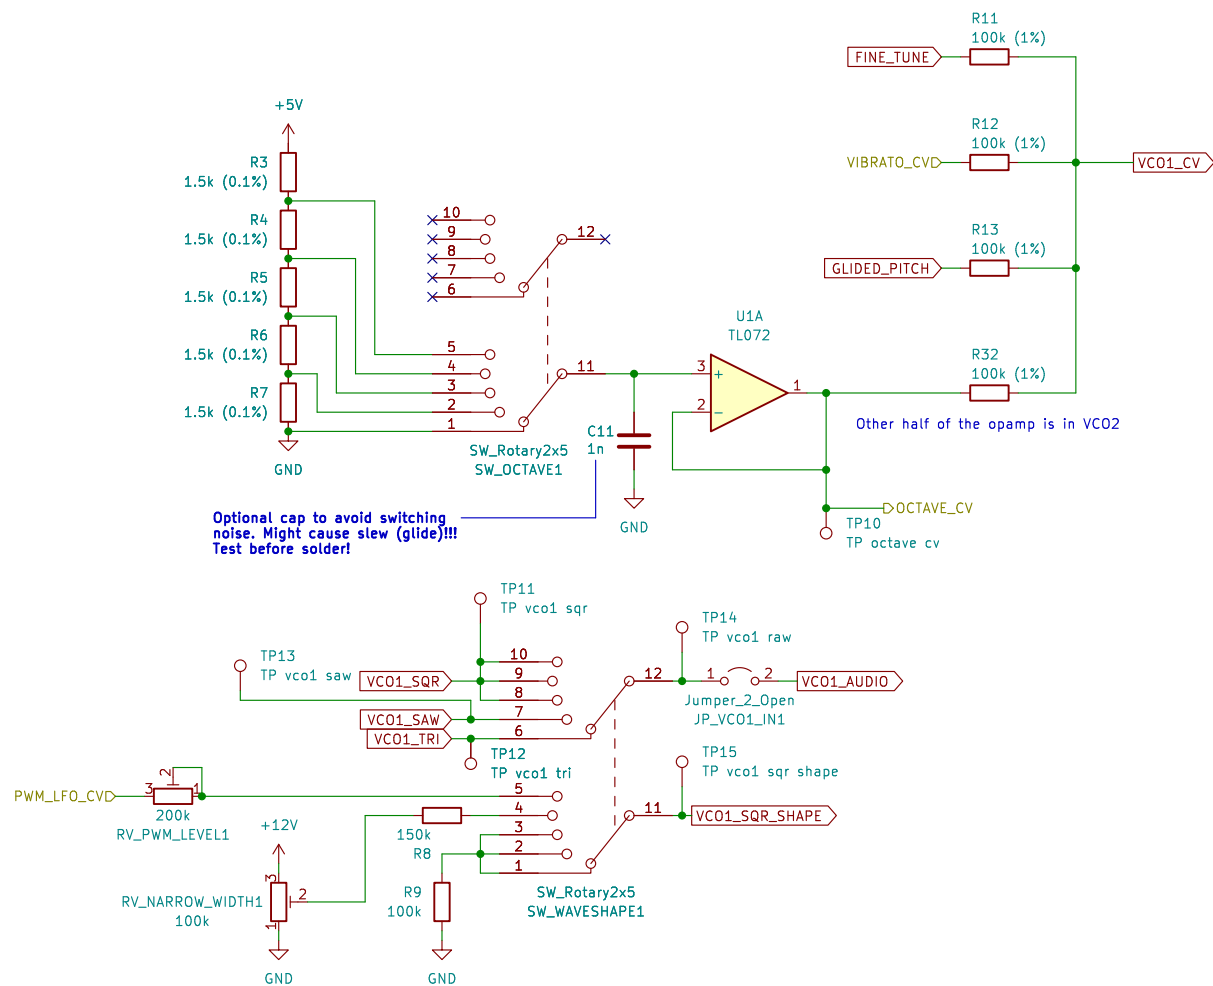 R11
100k (1%)
FINE_TUNE
+5V
R12
100k (1%)
VIBRATO_CV
VCO1_CV
R3
1.5k (0.1%)
R4
1.5k (0.1%)
R5
1.5k (0.1%)
R6
1.5k (0.1%)
R7
1.5k (0.1%)
GND
10
9
8
7
6
12
5
4
3
2
1
11
SW_Rotary2x5
SW_OCTAVE1
R13
100k (1%)
GLIDED_PITCH
U1A
TL072
3
+
2
−
1
R32
100k (1%)
Other half of the opamp is in VCO2
C11
1n
GND
OCTAVE_CV
TP10
TP octave cv
Optional cap to avoid switching
noise. Might cause slew (glide)!!!
Test before solder!
TP11
TP vco1 sqr
TP13
TP vco1 saw
VCO1_SQR
VCO1_SAW
VCO1_TRI
10
9
8
7
6
12
TP12
TP vco1 tri
TP14
TP vco1 raw
1
2
VCO1_AUDIO
Jumper_2_Open
JP_VCO1_IN1
TP15
TP vco1 sqr shape
PWM_LFO_CV
3
2
1
200k
RV_PWM_LEVEL1
+12V
3
2
1
RV_NARROW_WIDTH1
100k
GND
150k
R8
R9
100k
GND
5
4
3
2
1
11
VCO1_SQR_SHAPE
SW_Rotary2x5
SW_WAVESHAPE1